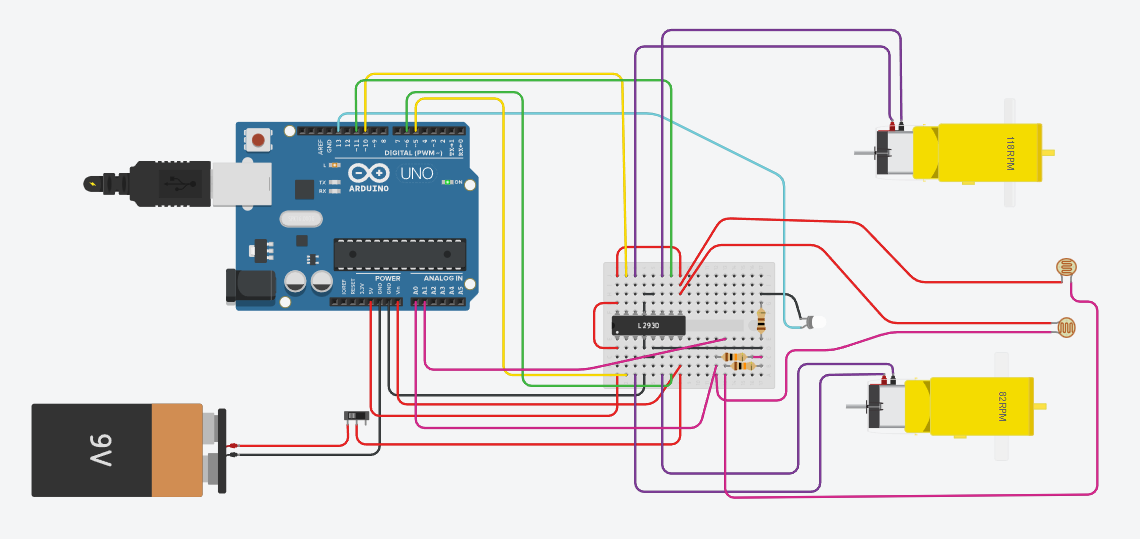 AREF
GND
13
12
~11
~10
~9
8
7
~6
~5
4
~3
2
TX→1
RX←0
DIGITAL (PWM ~)
L
TX
RX
ARDUINO
UNO
ON
POWER
ANALOG IN
IOREF
RESET
3.3V
5V
GND
GND
Vin
A0
A1
A2
A3
A4
A5
118RPM
L293D
82RPM
9V